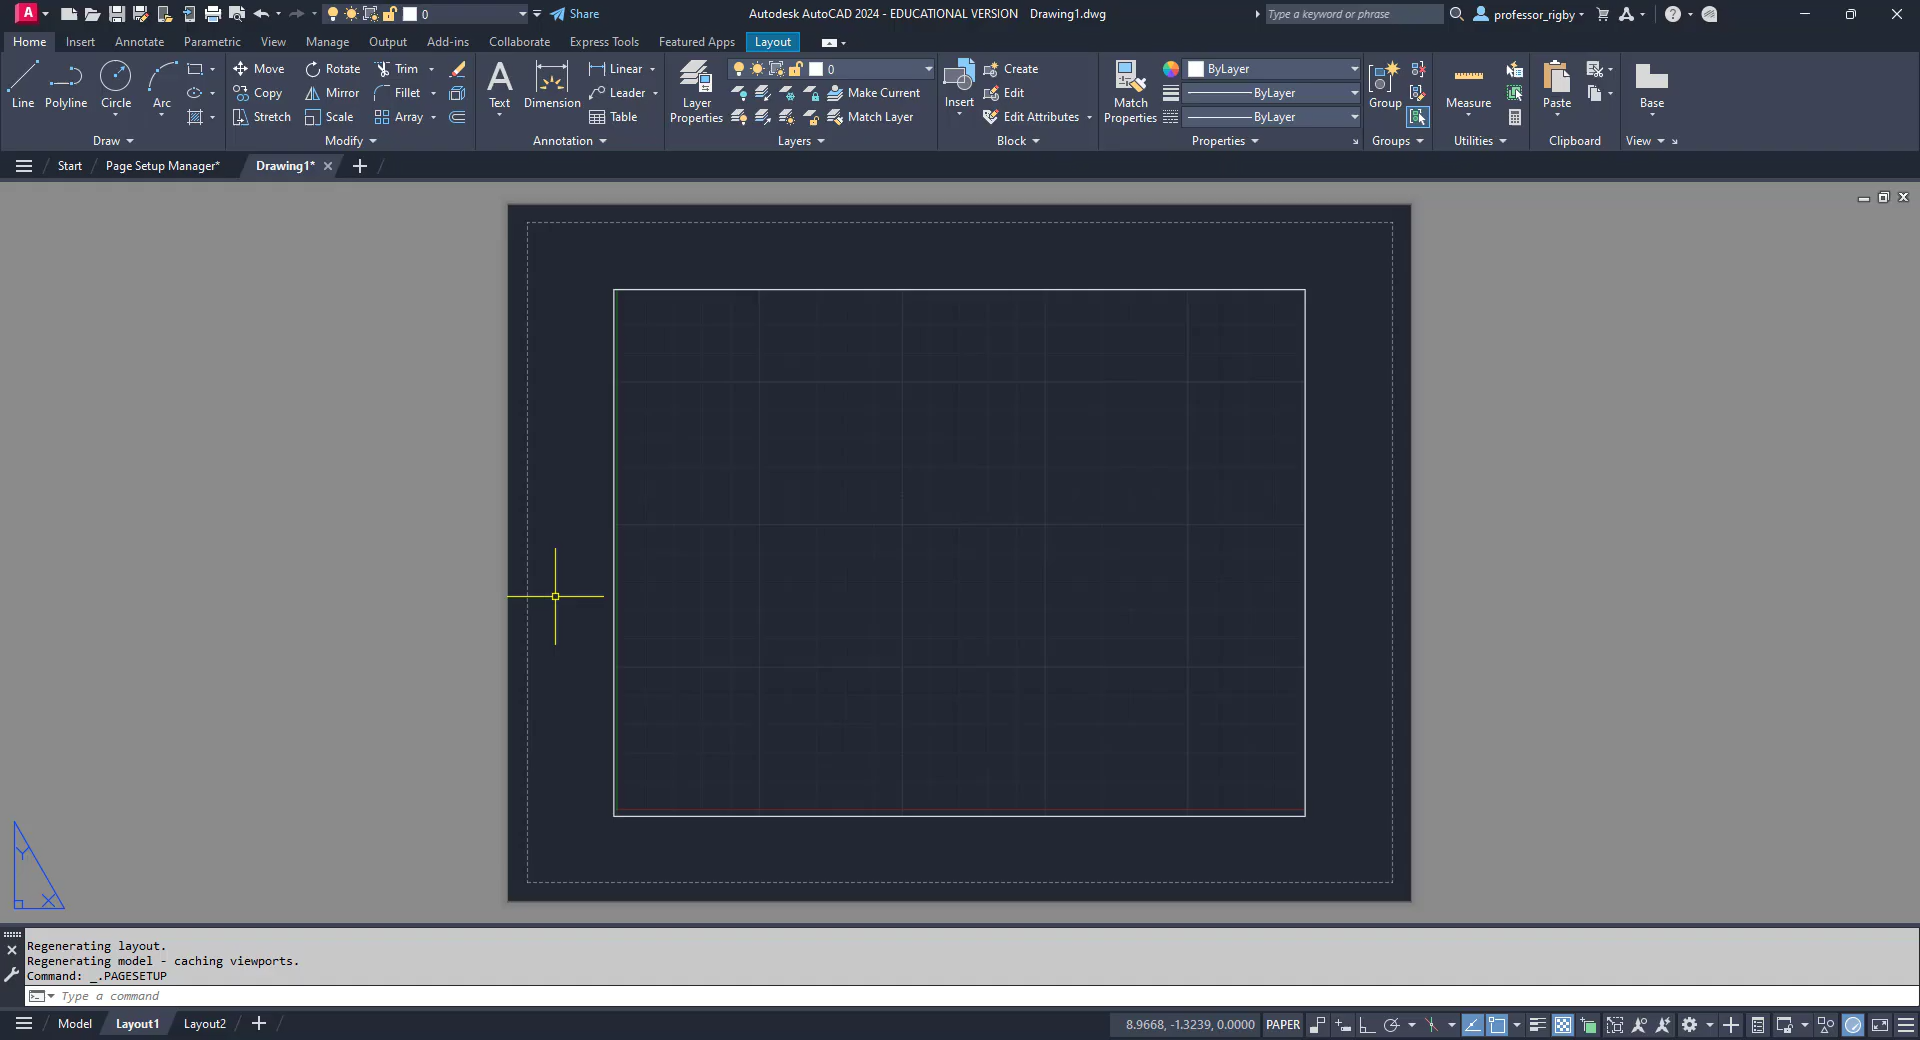 A 0 Share Autodesk AutoCAD 2024 - EDUCATIONAL VERSION Drawing1.dwg Type a keyword or phrase professor_rigby
Home Insert Annotate Parametric View Manage Output Add-ins Collaborate Express Tools Featured Apps Layout
Line Polyline Circle Arc
Draw
Move Rotate Trim
Copy Mirror Fillet
Stretch Scale Array
Modify
Text Dimension
Linear
Leader
Table
Annotation
Layer
Properties
0
Make Current
Match Layer
Layers
Insert
Create
Edit
Edit Attributes
Block
Match
Properties
ByLayer
ByLayer
ByLayer
Properties
Group
Groups
Measure
Utilities
Paste
Clipboard
Base
View
Start Page Setup Manager* Drawing1*
Y
X
Regenerating layout.
Regenerating model - caching viewports.
Command: _.PAGESETUP
Type a command
Model Layout1 Layout2 8.9668, -1.3239, 0.0000 PAPER